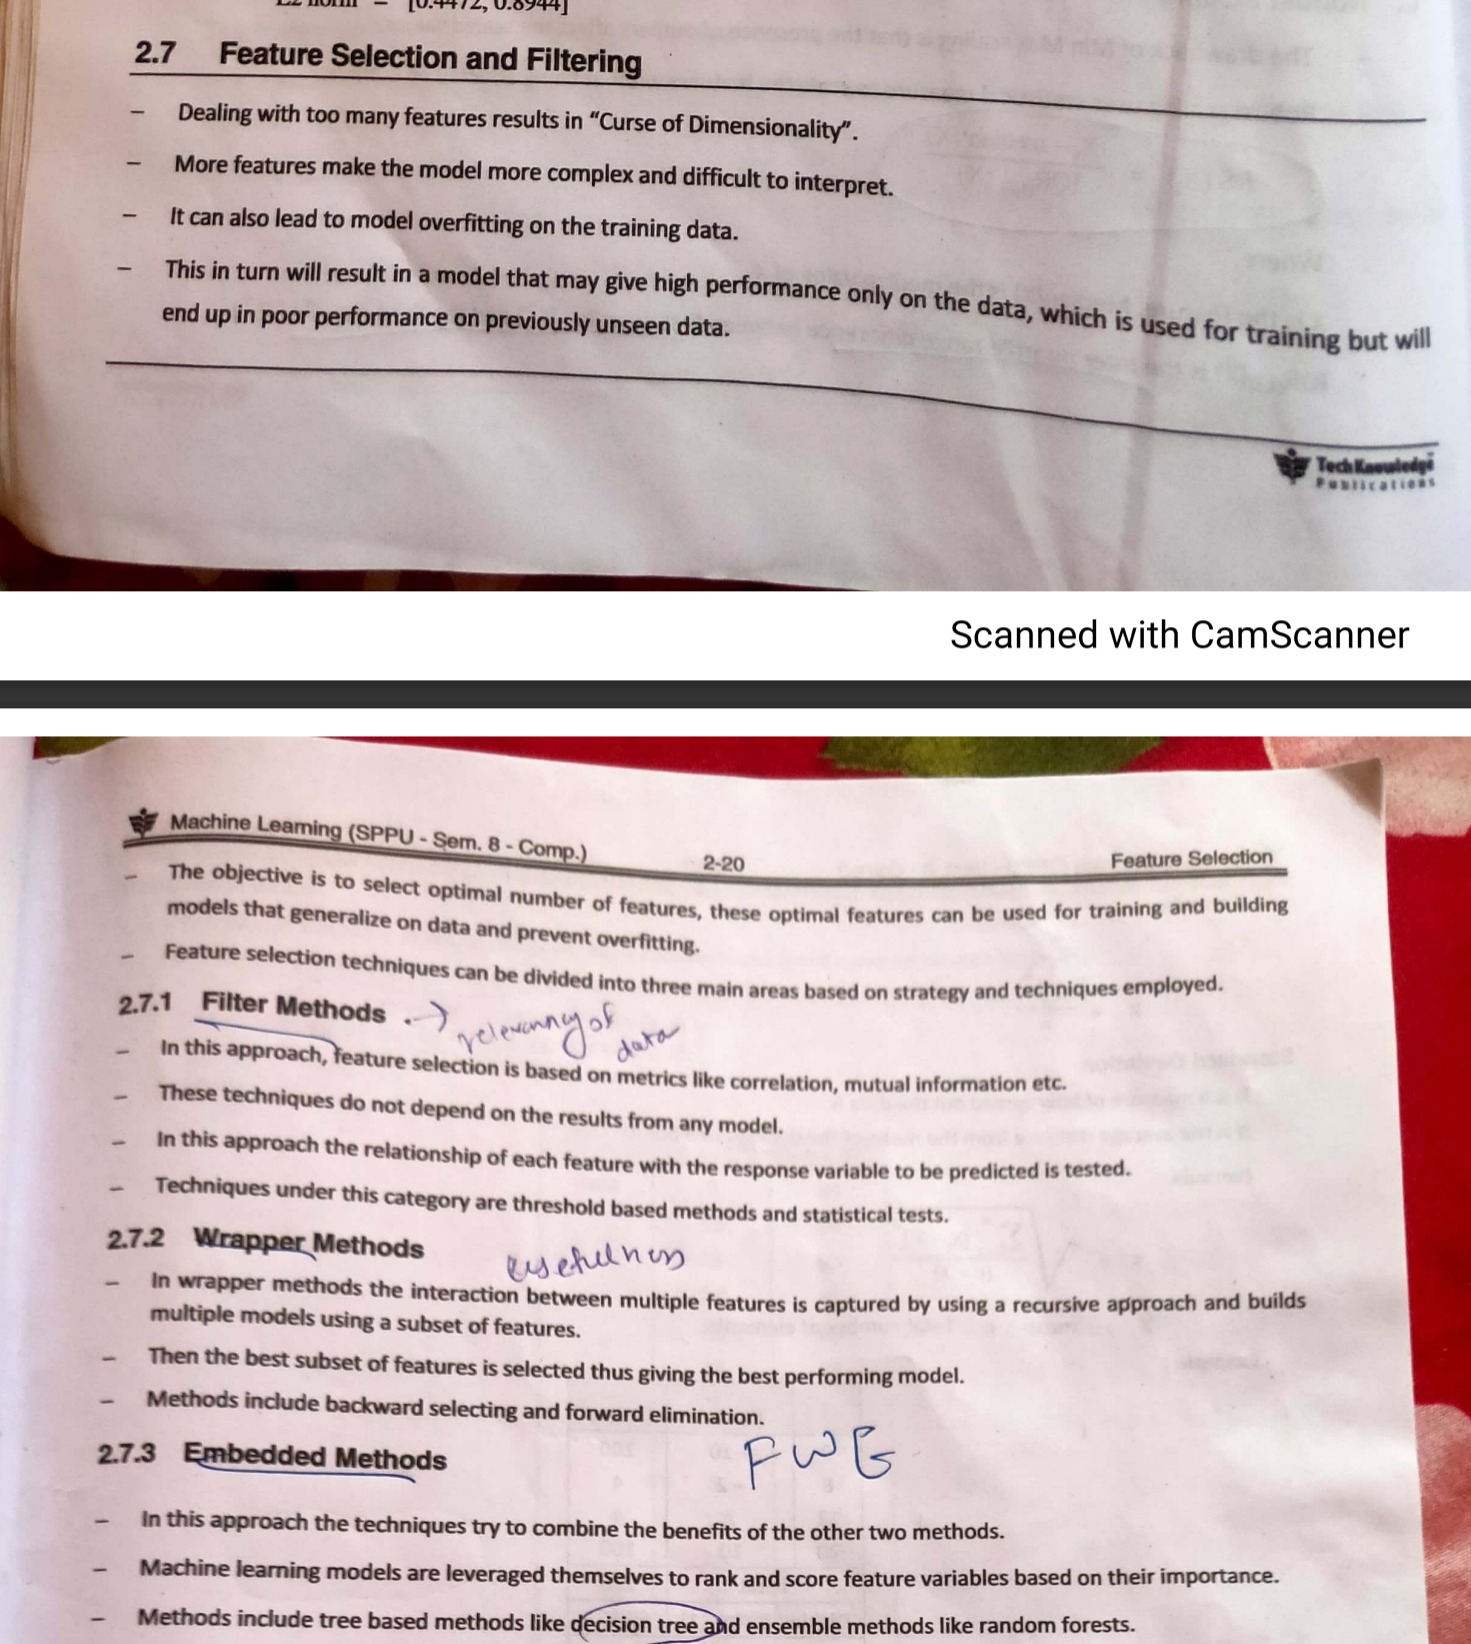 L2 norm = [0.4472, 0.8944]
2.7 Feature Selection and Filtering
– Dealing with too many features results in “Curse of Dimensionality”.
– More features make the model more complex and difficult to interpret.
– It can also lead to model overfitting on the training data.
– This in turn will result in a model that may give high performance only on the data, which is used for training but will
end up in poor performance on previously unseen data.
TechKnowledge
Publications
Scanned with CamScanner
Machine Learning (SPPU - Sem. 8 - Comp.) 2-20 Feature Selection
– The objective is to select optimal number of features, these optimal features can be used for training and building
models that generalize on data and prevent overfitting.
– Feature selection techniques can be divided into three main areas based on strategy and techniques employed.
2.7.1 Filter Methods . → relevanny of
data
– In this approach, feature selection is based on metrics like correlation, mutual information etc.
– These techniques do not depend on the results from any model.
– In this approach the relationship of each feature with the response variable to be predicted is tested.
– Techniques under this category are threshold based methods and statistical tests.
2.7.2 Wrapper Methods usefulness
– In wrapper methods the interaction between multiple features is captured by using a recursive approach and builds
multiple models using a subset of features.
– Then the best subset of features is selected thus giving the best performing model.
– Methods include backward selecting and forward elimination.
2.7.3 Embedded Methods FWE
– In this approach the techniques try to combine the benefits of the other two methods.
– Machine learning models are leveraged themselves to rank and score feature variables based on their importance.
– Methods include tree based methods like decision tree and ensemble methods like random forests.